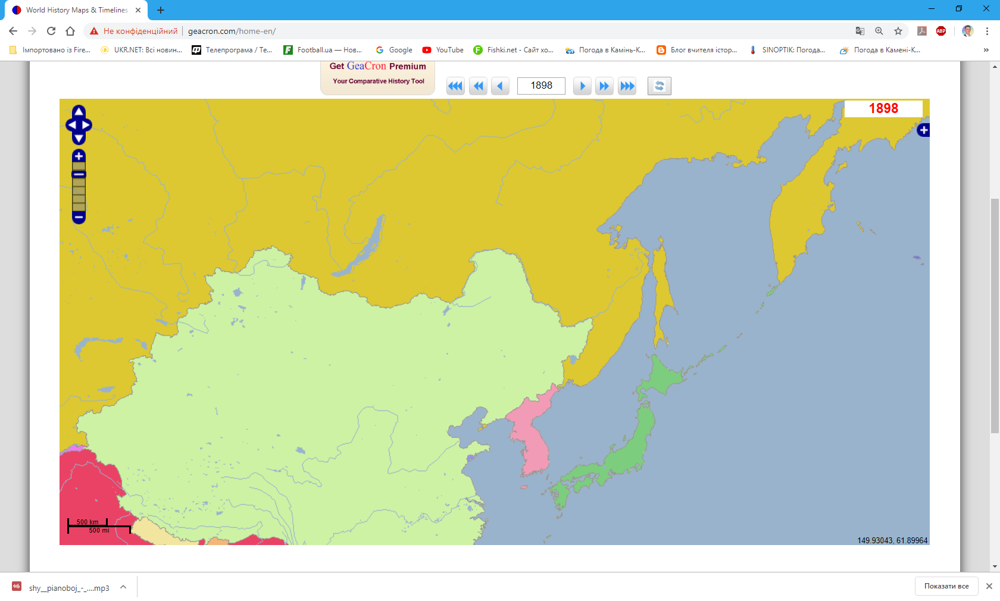 World History Maps & Timelines
Не конфіденційний
geacron.com/home-en/
ABP
Імпортовано із Fire...
UKR.NET: Всі новин...
Телепрограма / Те...
Football.ua — Нов...
Google
YouTube
Fishki.net - Сайт хо...
Погода в Камінь-К...
Блог вчителя істор...
SINOPTIK: Погода...
Погода в Камені-К...
Get GeaCron Premium
Your Comparative History Tool
1898
1898
500 km
500 mi
149.93043, 61.89964
shy__pianoboj_-_....mp3
Показати все